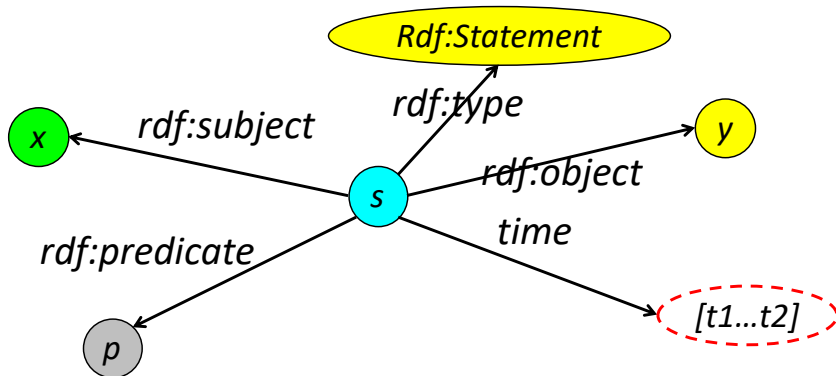 Rdf:Statement
rdf:type
rdf:subject
x
y
s
rdf:object
time
rdf:predicate
[t1…t2]
p